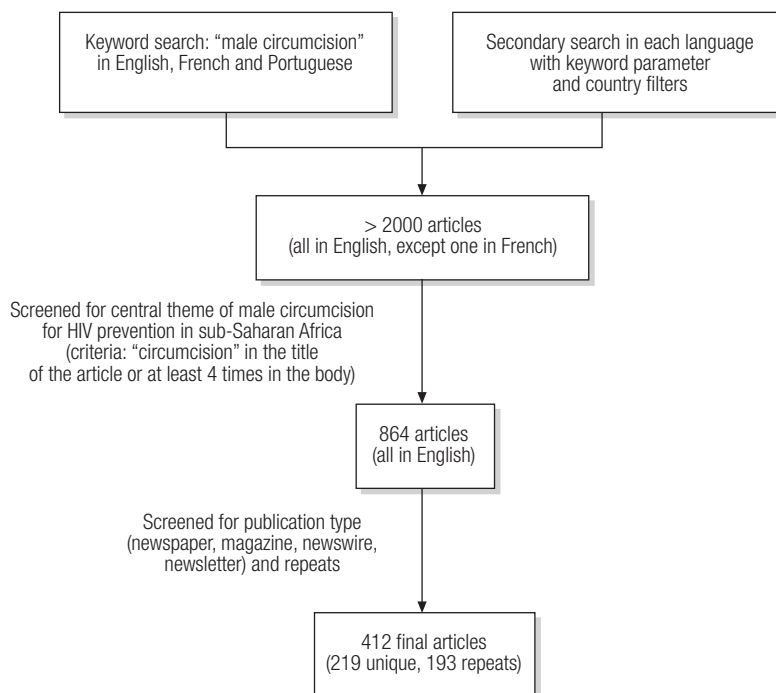 Keyword search: “male circumcision”
in English, French and Portuguese
Secondary search in each language
with keyword parameter
and country filters
> 2000 articles
(all in English, except one in French)
Screened for central theme of male circumcision
for HIV prevention in sub-Saharan Africa
(criteria: “circumcision” in the title
of the article or at least 4 times in the body)
864 articles
(all in English)
Screened for publication type
(newspaper, magazine, newswire,
newsletter) and repeats
412 final articles
(219 unique, 193 repeats)